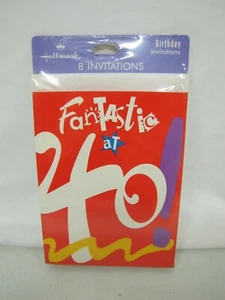 Hallmark
Birthday
Invitations
8 INVITATIONS
FanTAStic
aT
40!